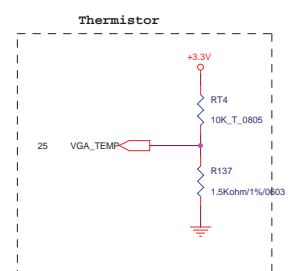 Thermistor
+3.3V
RT4
10K_T_0805
25 VGA_TEMP
R137
1.5Kohm/1%/0603